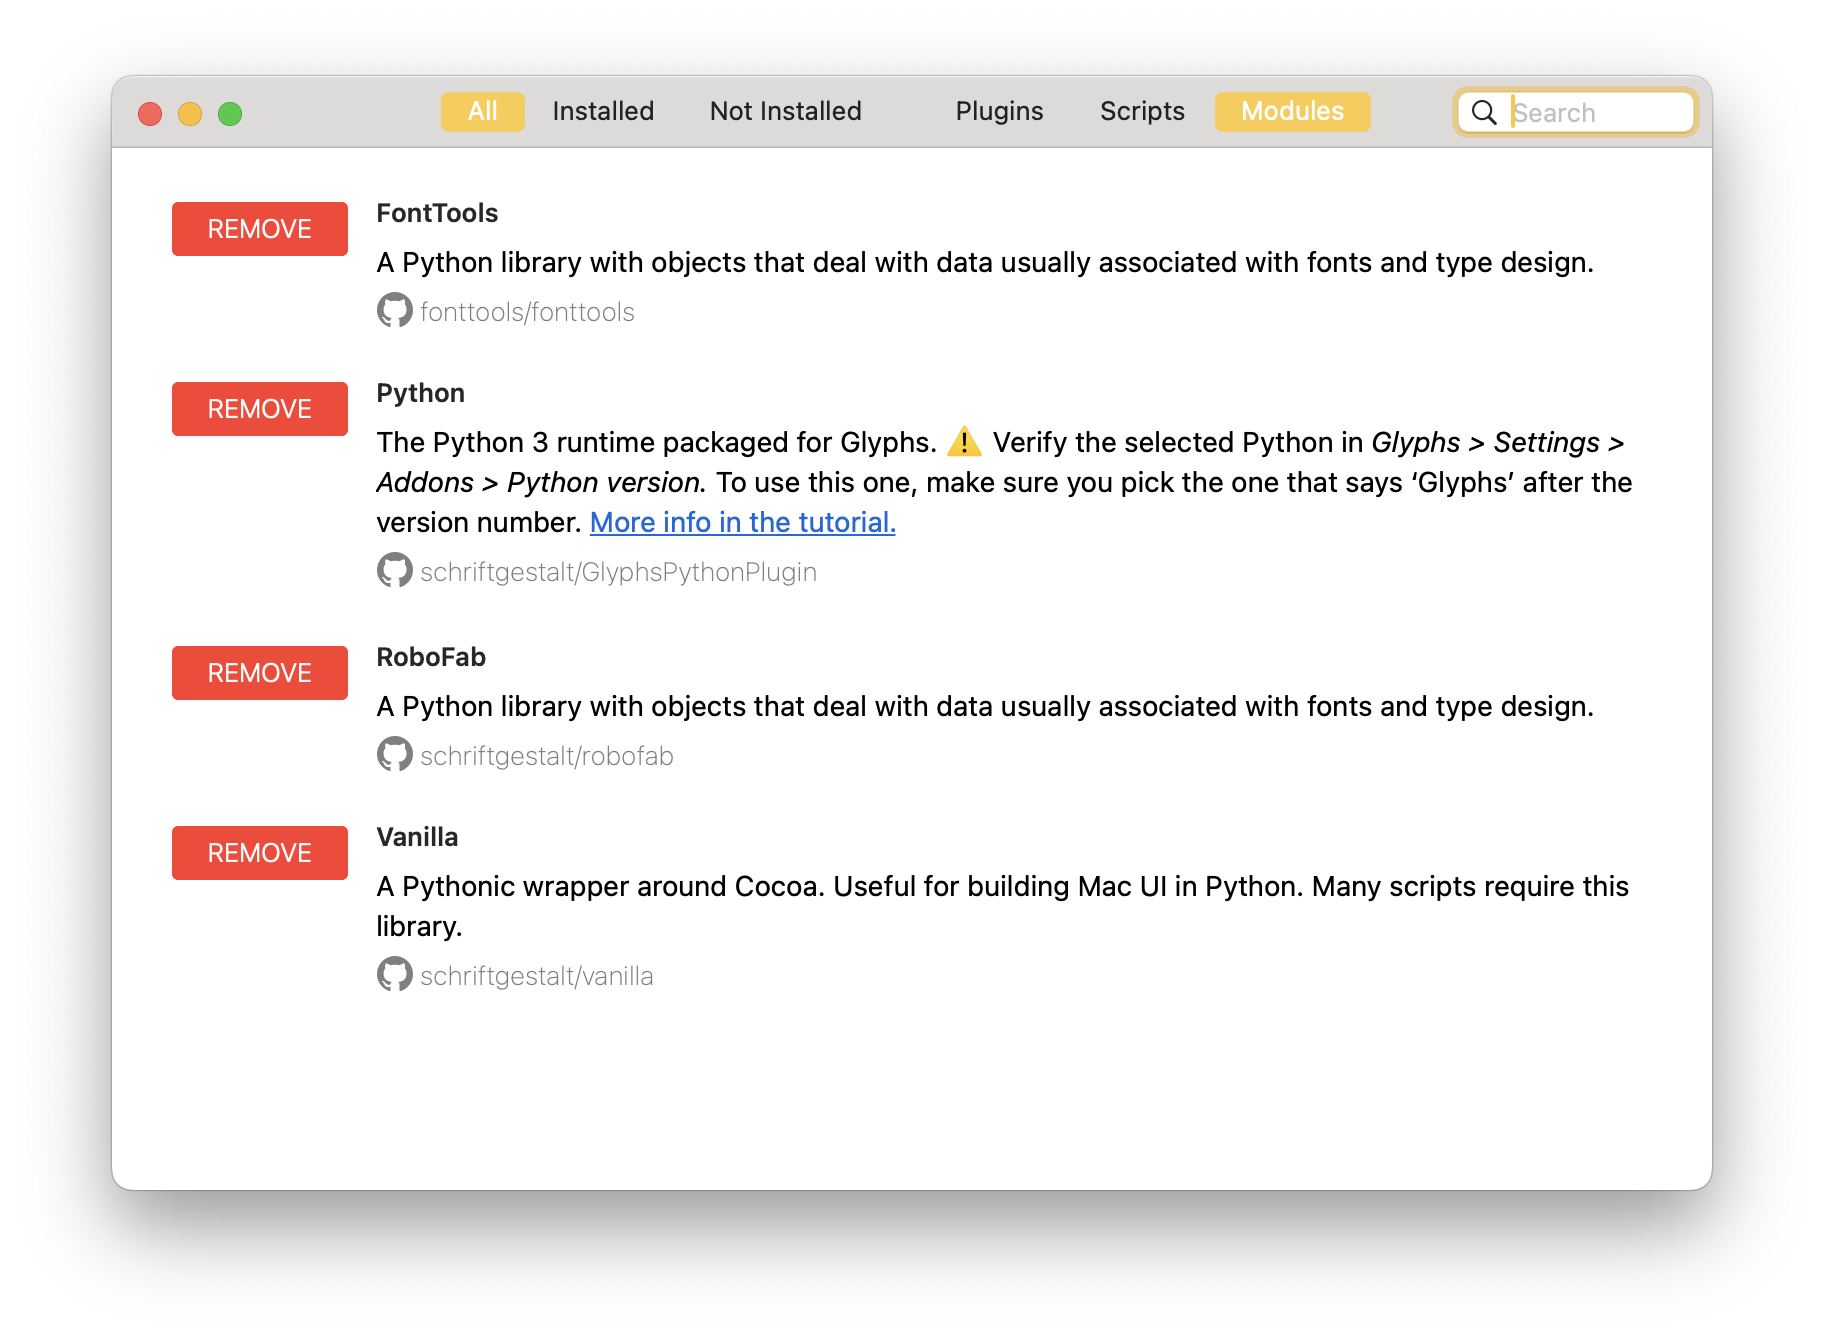 All Installed Not Installed Plugins Scripts Modules Search
REMOVE FontTools
A Python library with objects that deal with data usually associated with fonts and type design.
fonttools/fonttools
REMOVE Python
The Python 3 runtime packaged for Glyphs. ⚠️ Verify the selected Python in Glyphs > Settings >
Addons > Python version. To use this one, make sure you pick the one that says ‘Glyphs’ after the
version number. More info in the tutorial.
schriftgestalt/GlyphsPythonPlugin
REMOVE RoboFab
A Python library with objects that deal with data usually associated with fonts and type design.
schriftgestalt/robofab
REMOVE Vanilla
A Pythonic wrapper around Cocoa. Useful for building Mac UI in Python. Many scripts require this
library.
schriftgestalt/vanilla